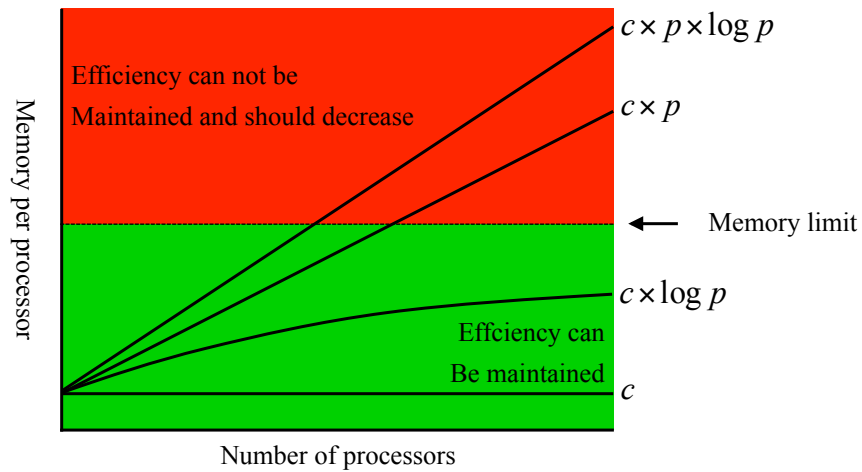 c × p × log p
Efficiency can not be
Maintained and should decrease
c × p
Memory per processor
Memory limit
c × log p
Effciency can
Be maintained
c
Number of processors